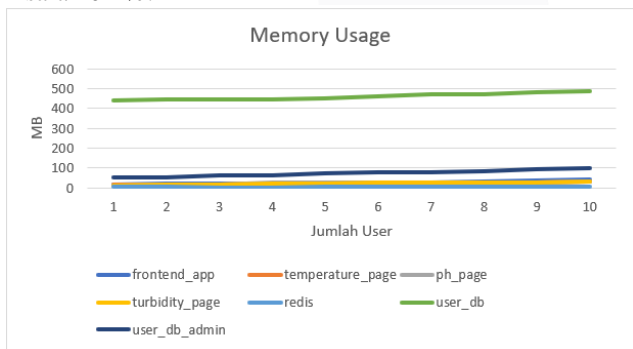 Memory Usage
600
500
400
300
200
100
0
MB
1 2 3 4 5 6 7 8 9 10
Jumlah User
frontend_app temperature_page ph_page
turbidity_page redis user_db
user_db_admin